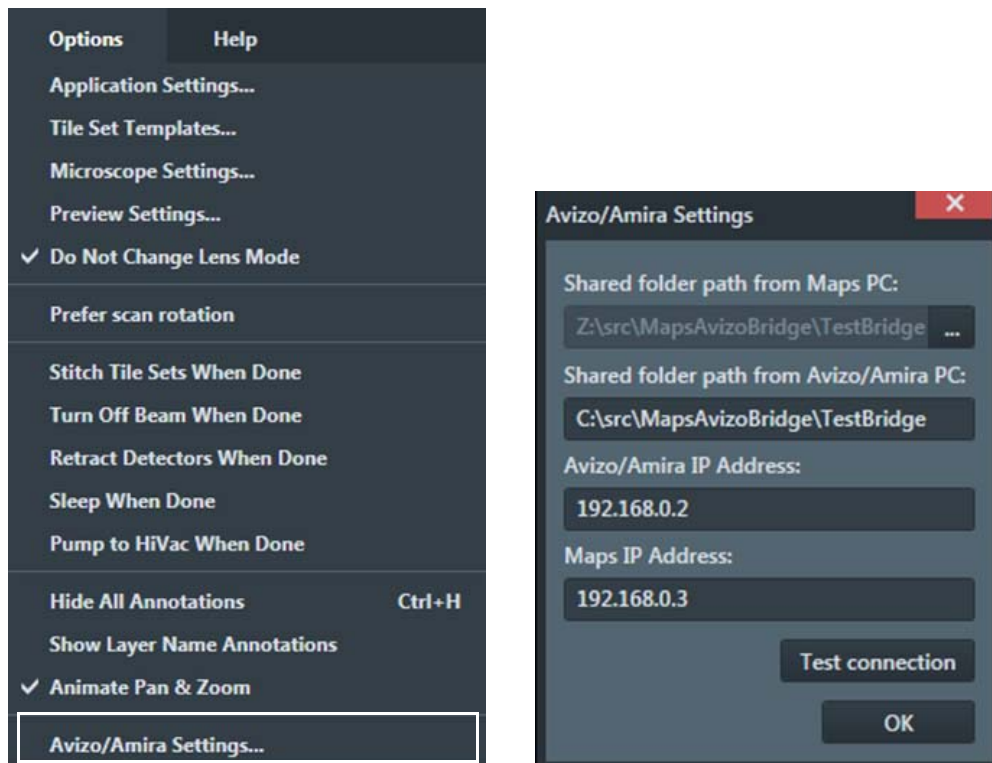 Options Help
Application Settings...
Tile Set Templates...
Microscope Settings...
Preview Settings...
Do Not Change Lens Mode
Prefer scan rotation
Stitch Tile Sets When Done
Turn Off Beam When Done
Retract Detectors When Done
Sleep When Done
Pump to HiVac When Done
Hide All Annotations Ctrl+H
Show Layer Name Annotations
Animate Pan & Zoom
Avizo/Amira Settings...
Avizo/Amira Settings
Shared folder path from Maps PC:
Z:\src\MapsAvizoBridge\TestBridge ...
Shared folder path from Avizo/Amira PC:
C:\src\MapsAvizoBridge\TestBridge
Avizo/Amira IP Address:
192.168.0.2
Maps IP Address:
192.168.0.3
Test connection
OK